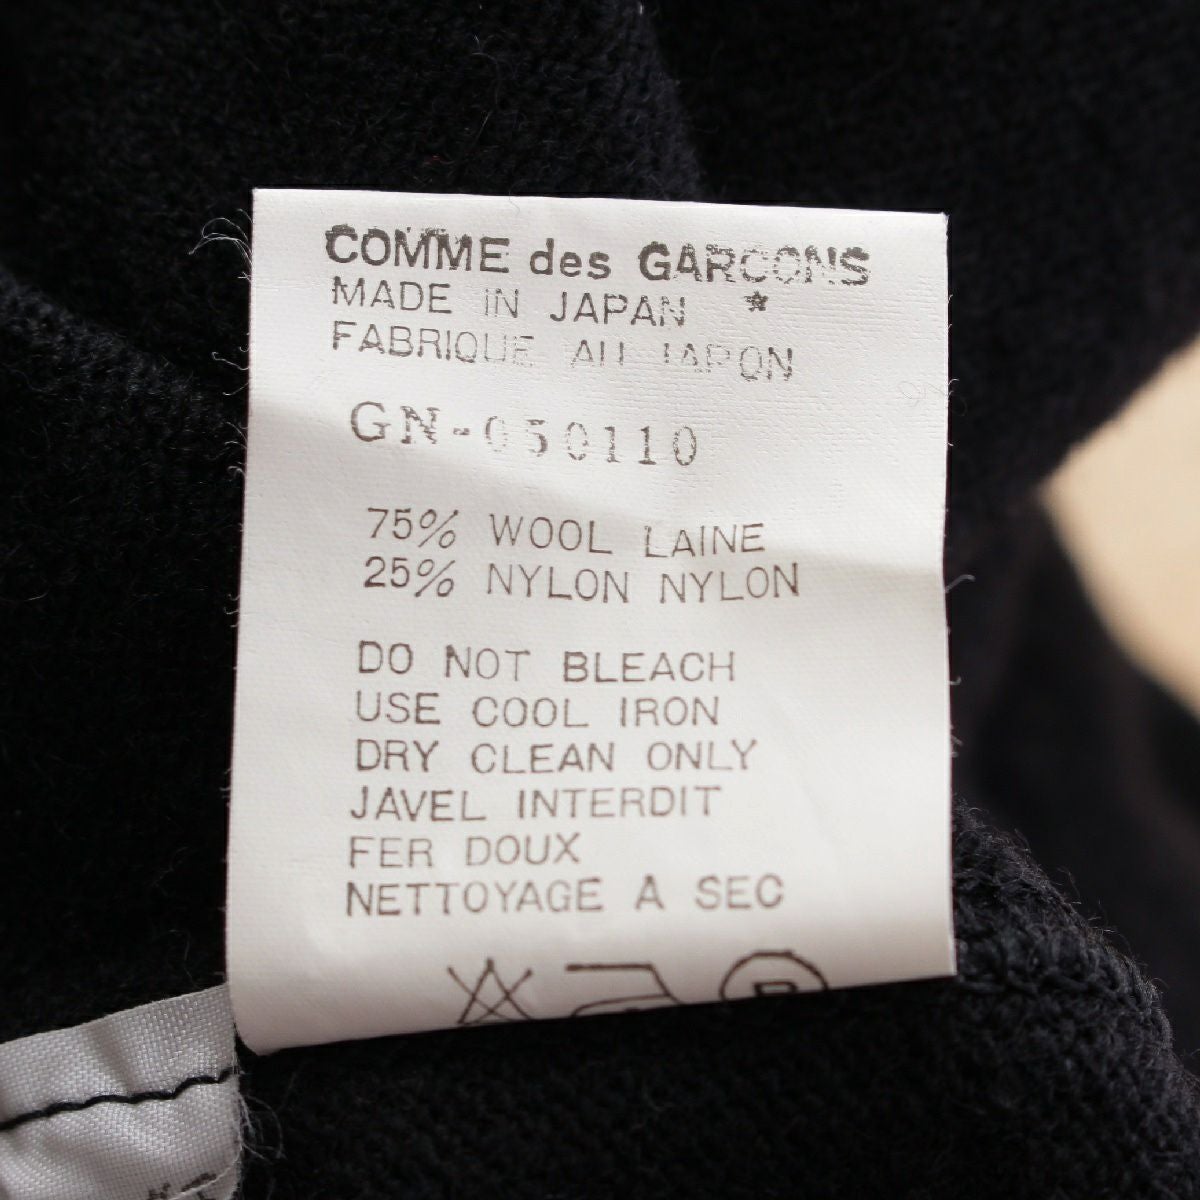 COMME des GARCONS
MADE IN JAPAN *
FABRIQUE AU JAPON
GN-050110
75% WOOL LAINE
25% NYLON NYLON
DO NOT BLEACH
USE COOL IRON
DRY CLEAN ONLY
JAVEL INTERDIT
FER DOUX
NETTOYAGE A SEC